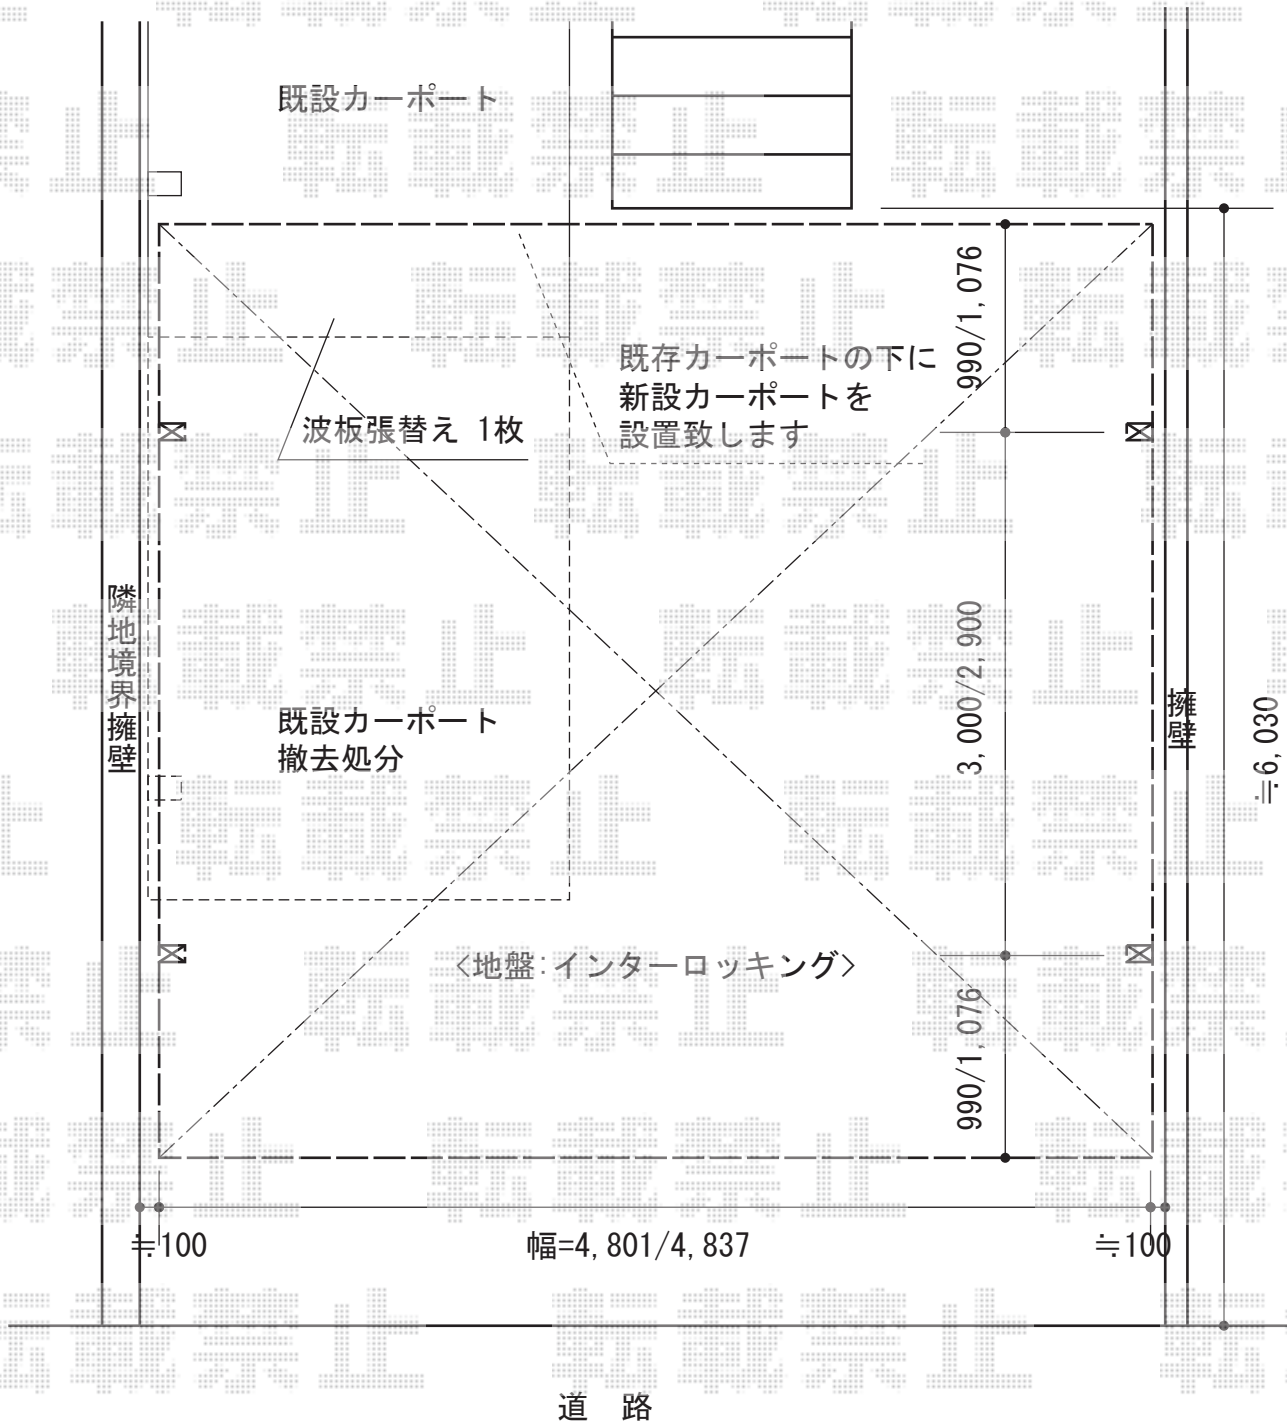 既設カーポート
990/1,076
既存カーポートの下に
新設カーポートを
設置致します
波板張替え 1枚
隣地境界擁壁
3,000/2,900
擁壁
≒6,030
既設カーポート
撤去処分
<地盤:インターロッキング>
990/1,076
≒100
幅=4,801/4,837
≒100
道 路
転載禁止